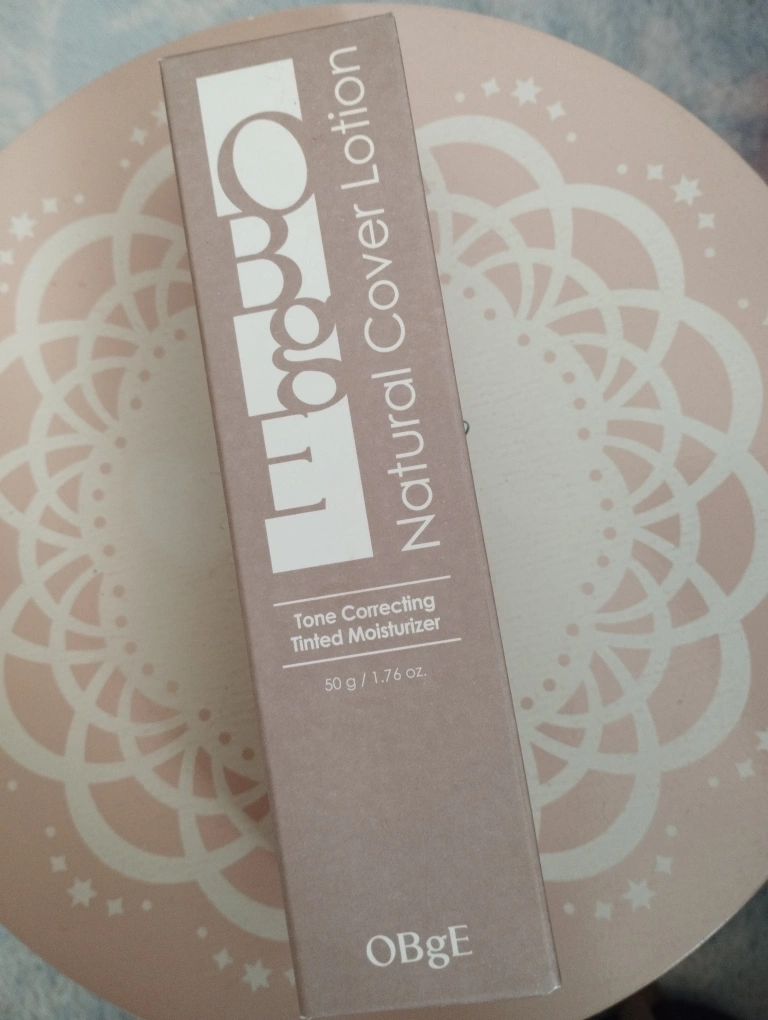 OBgE
Natural Cover Lotion
Tone Correcting
Tinted Moisturizer
50 g / 1.76 oz.
OBgE